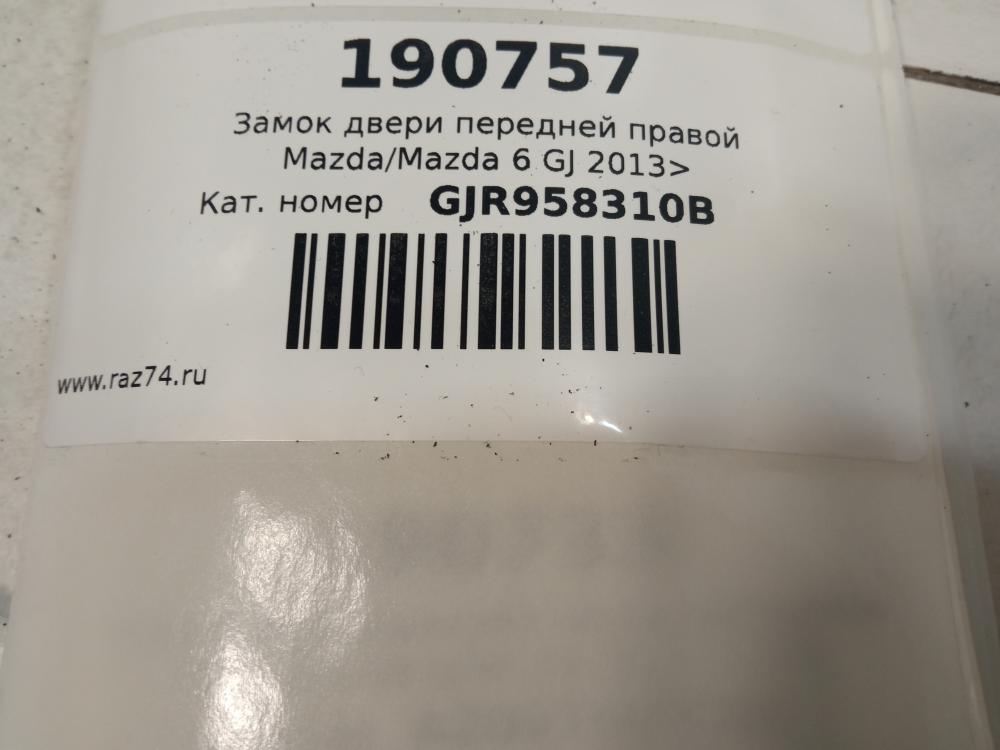 190757
Замок двери передней правой
Mazda/Mazda 6 GJ 2013>
Кат. номер GJR958310B
www.raz74.ru